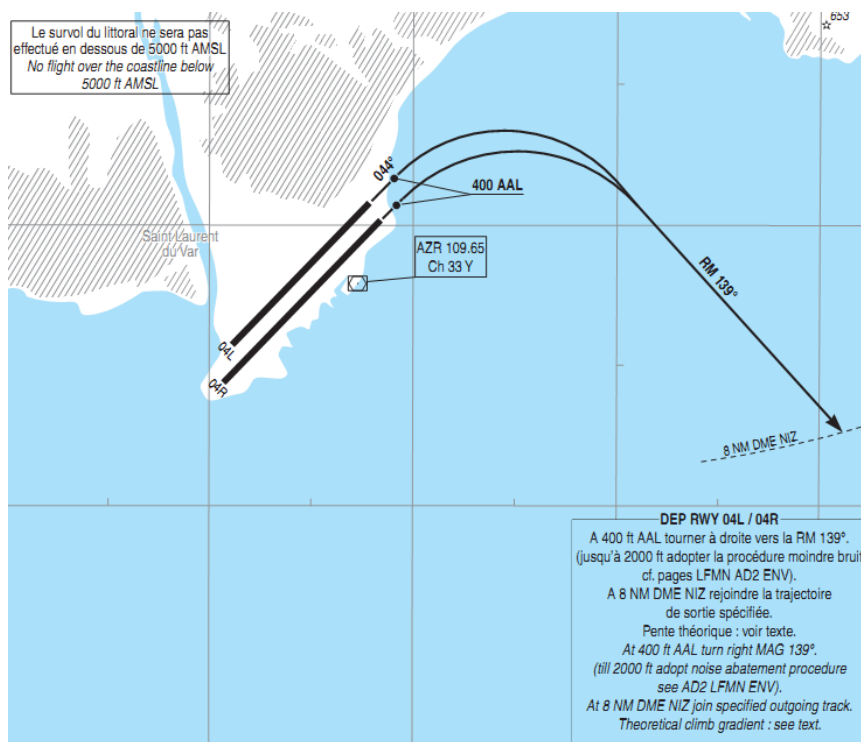 Le survol du littoral ne sera pas
effectué en dessous de 5000 ft AMSL
No flight over the coastline below
5000 ft AMSL
653
044°
400 AAL
Saint Laurent
du Var
AZR 109.65
Ch 33 Y
RM 139°
04L
04R
8 NM DME NIZ
DEP RWY 04L / 04R
A 400 ft AAL tourner à droite vers la RM 139°.
(jusqu'à 2000 ft adopter la procédure moindre bruit
cf. pages LFMN AD2 ENV).
A 8 NM DME NIZ rejoindre la trajectoire
de sortie spécifiée.
Pente théorique : voir texte.
At 400 ft AAL turn right MAG 139°.
(till 2000 ft adopt noise abatement procedure
see AD2 LFMN ENV).
At 8 NM DME NIZ join specified outgoing track.
Theoretical climb gradient : see text.